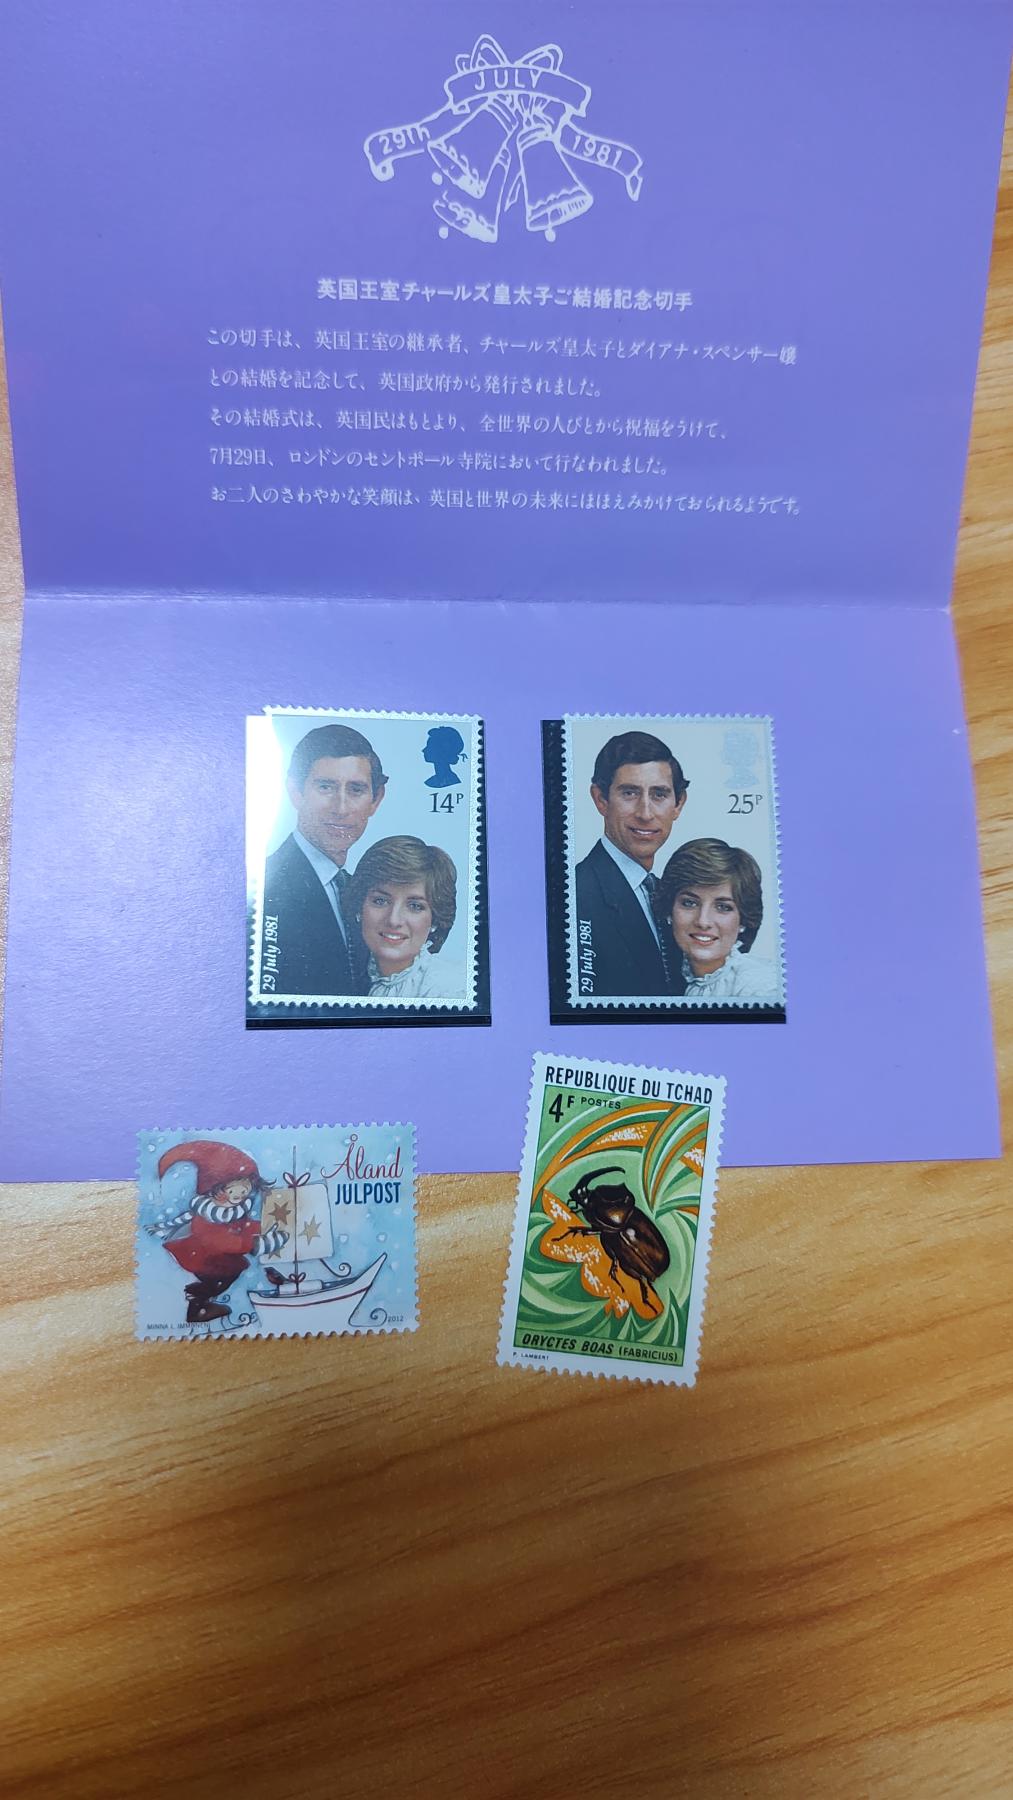 JULY
29th 1981
英国王室チャールズ皇太子ご結婚記念切手
この切手は、英国王室の継承者、チャールズ皇太子とダイアナ・スペンサー嬢
との結婚を記念して、英国政府から発行されました。
その結婚式は、英国民はもとより、全世界の人びとから祝福をうけて、
7月29日、ロンドンのセントポール寺院において行なわれました。
お二人のさわやかな笑顔は、英国と世界の未来にほほえみかけておられるようです。
14P
29 July 1981
25P
29 July 1981
Åland
JULPOST
MINNA L. IMMONEN
2012
REPUBLIQUE DU TCHAD
4F POSTES
ORYCTES BOAS (FABRICIUS)
P. LAMBERT